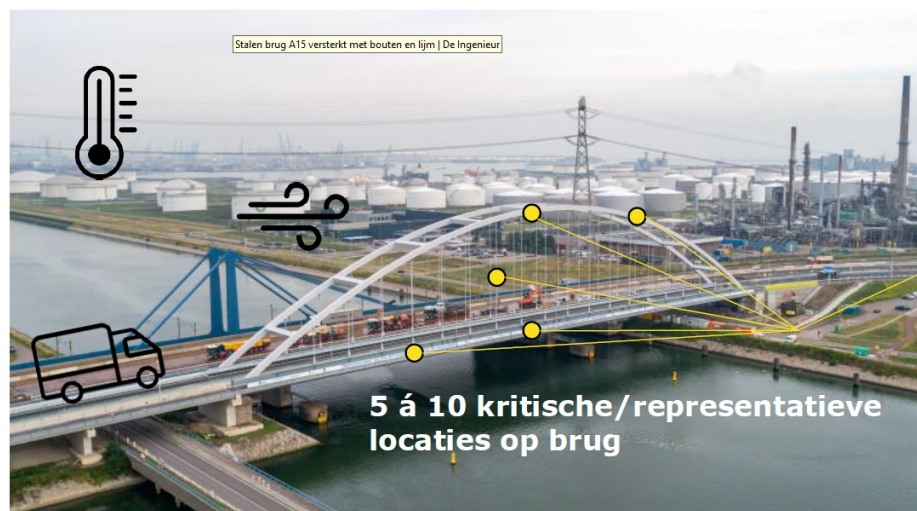 Stalen brug A15 versterkt met bouten en lijm | De Ingenieur
5 á 10 kritische/representatieve
locaties op brug